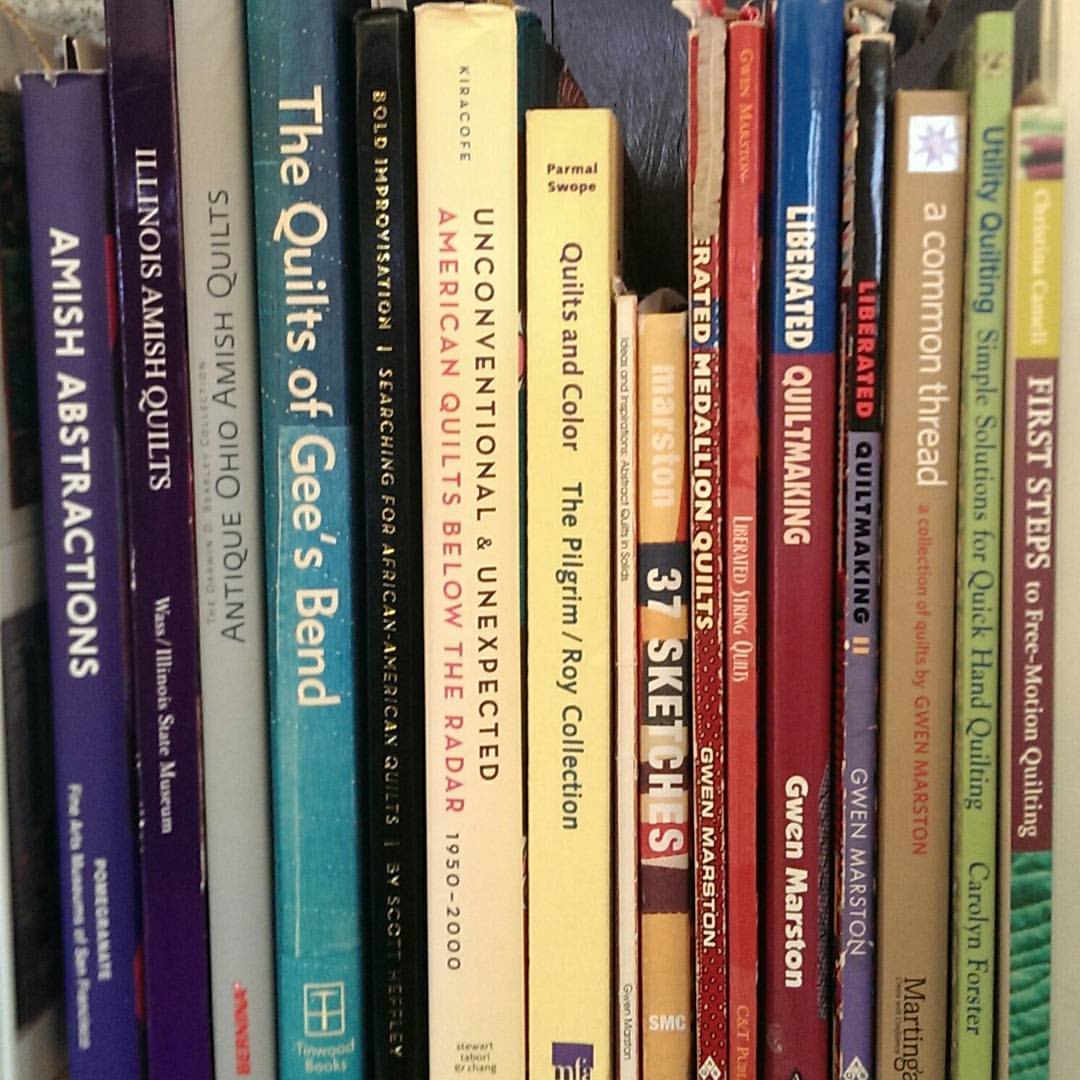 AMISH ABSTRACTIONS
POMEGRANATE
Fine Arts Museums of San Francisco
ILLINOIS AMISH QUILTS
Wass/Illinois State Museum
ANTIQUE OHIO AMISH QUILTS
THE DARWIN D. BEARLEY COLLECTION
BERNINA
The Quilts of Gee's Bend
Tinwood
Books
BOLD IMPROVISATION | SEARCHING FOR AFRICAN-AMERICAN QUILTS | BY SCOTT HEFFLEY
KIRACOFE
UNCONVENTIONAL & UNEXPECTED
AMERICAN QUILTS BELOW THE RADAR 1950–2000
stewart
tabori
& chang
Parmal
Swope
Quilts and Color The Pilgrim / Roy Collection
Ideas and Inspirations: Abstract Quilts in Solids
Gwen Marston
marston
37 SKETCHES
SMC
ERATED MEDALLION QUILTS
GWEN MARSTON
GWEN MARSTON
LIBERATED STRING QUILTS
C&T PUBL
LIBERATED QUILTMAKING
Gwen Marston
LIBERATED QUILTMAKING II
GWEN MARSTON
a common thread
a collection of quilts by GWEN MARSTON
Martinga
Utility Quilting Simple Solutions for Quick Hand Quilting
Carolyn Forster
Christina Cameli
FIRST STEPS to Free-Motion Quilting